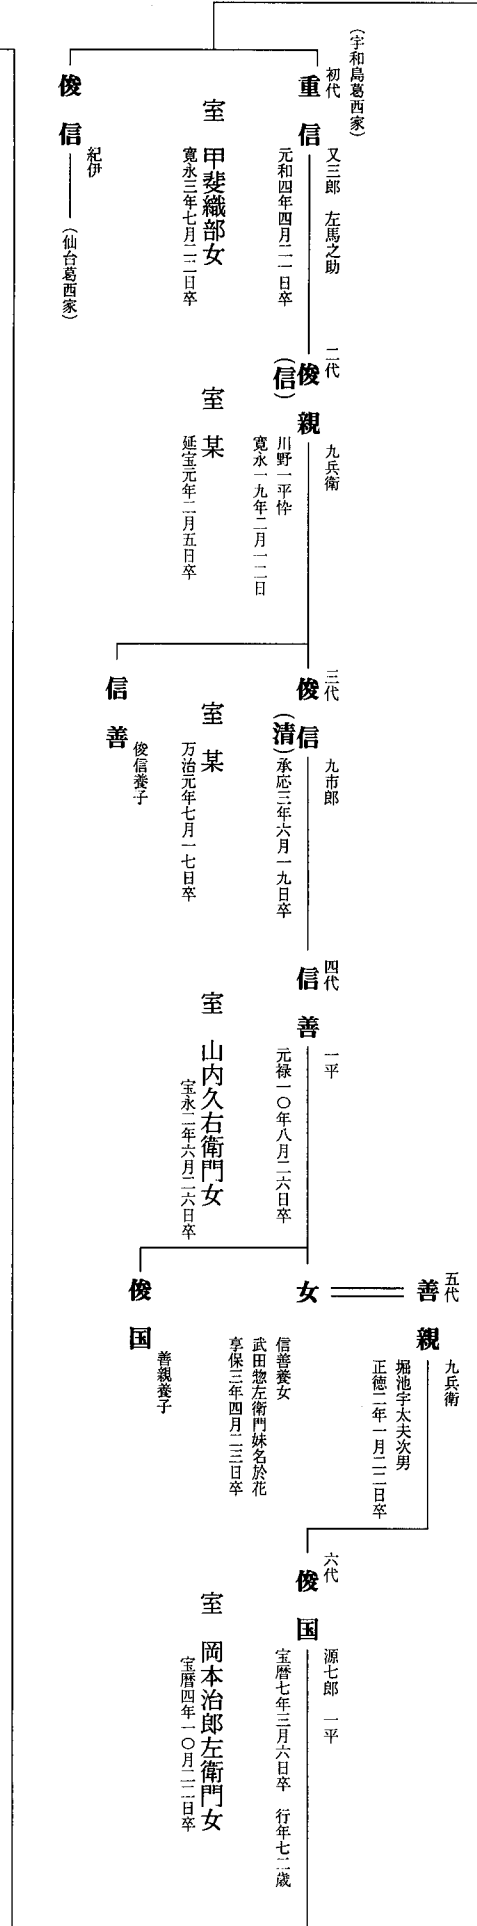 (宇和島葛西家)
初代
重信
又三郎 左馬之助
元和四年四月二一日卒
室 甲斐織部女
寛永三年七月二二日卒
俊信
紀伊
(仙台葛西家)
二代
俊親
(信)
九兵衛
川野一平忰
寛永一九年二月一二日
室 某
延宝元年二月五日卒
三代
俊信
(清)
九市郎
承応三年六月一九日卒
室 某
万治元年七月一七日卒
信善
俊信養子
四代
信善
一平
元禄一〇年八月二六日卒
室 山内久右衛門女
宝永二年六月二六日卒
五代
善親
九兵衛
堀池宇太夫次男
正徳二年一月二二日卒
女
信善養女
武田惣左衛門妹名於花
享保三年四月二三日卒
俊国
善親養子
六代
俊国
源七郎 一平
宝暦七年三月六日卒 行年七二歳
室 岡本治郎左衛門女
宝暦四年一〇月二二日卒